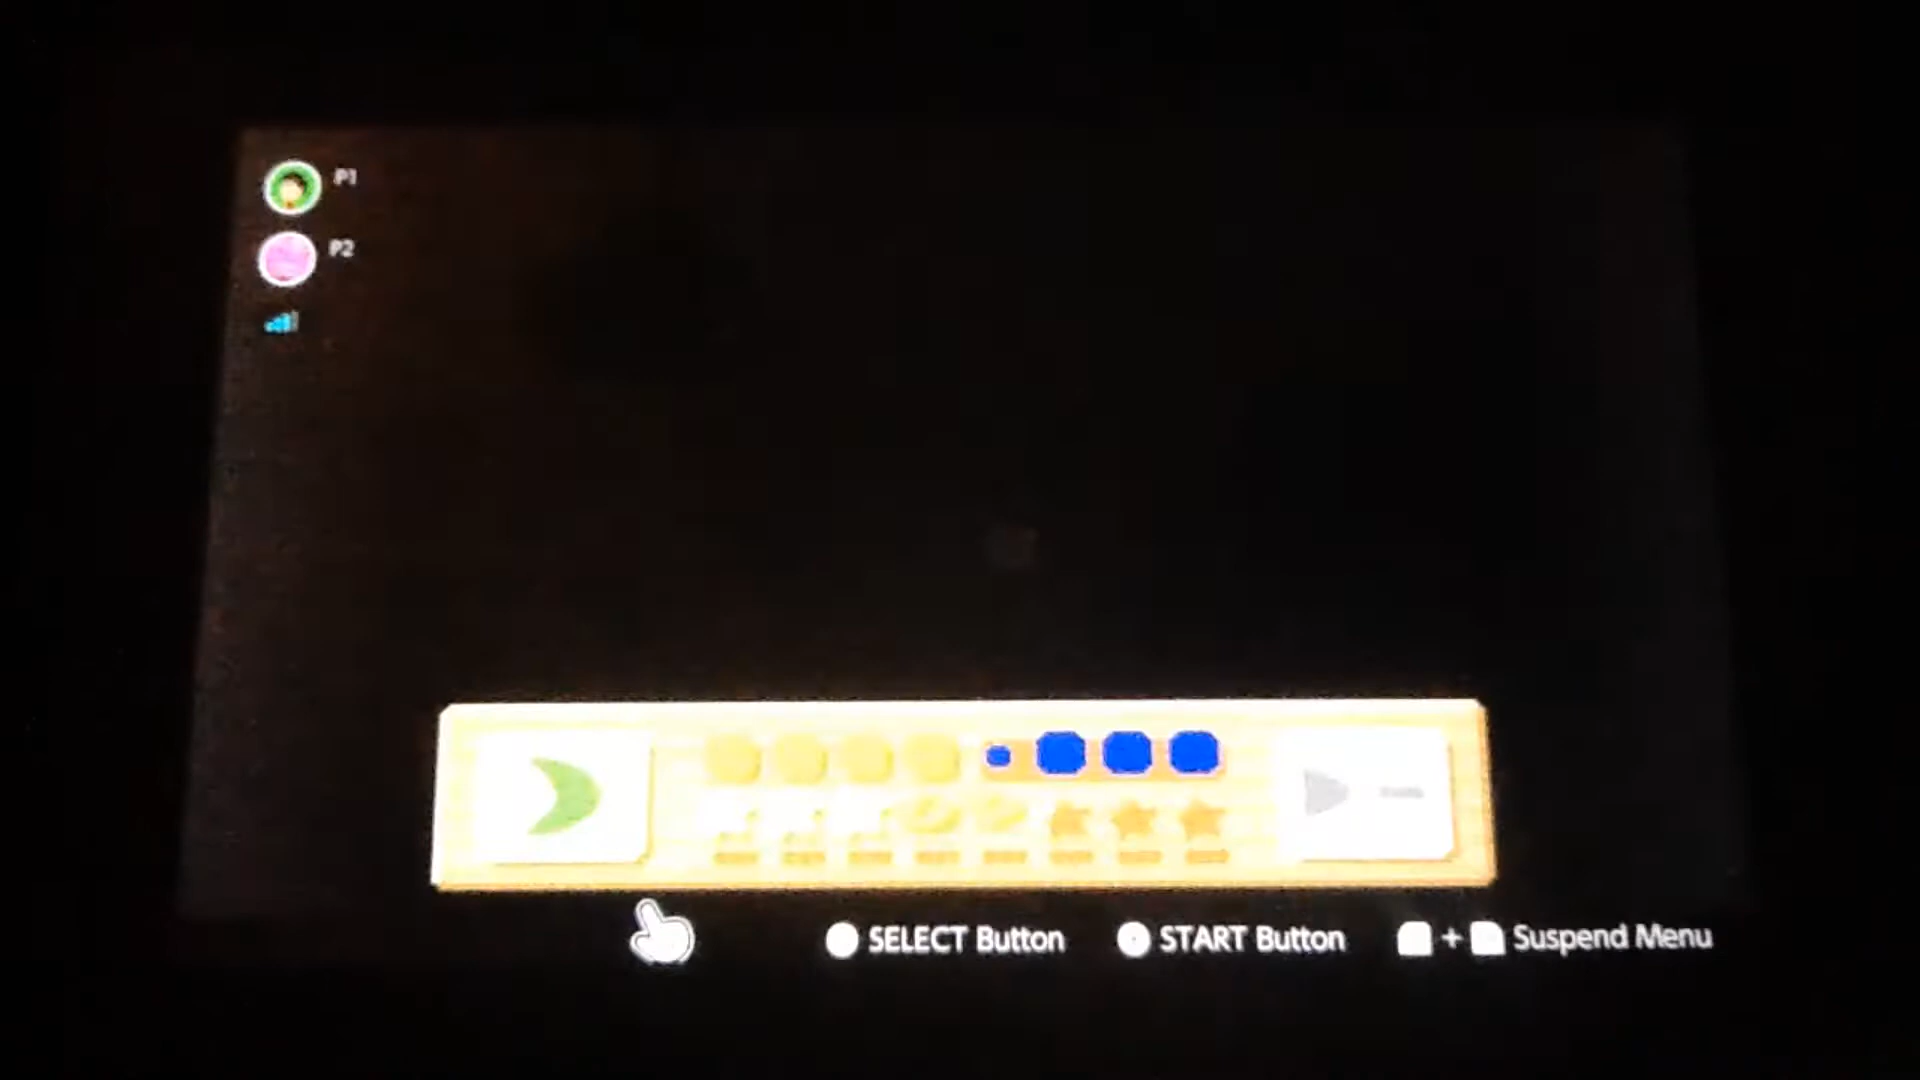 P1
P2
SELECT Button
START Button
+
Suspend Menu